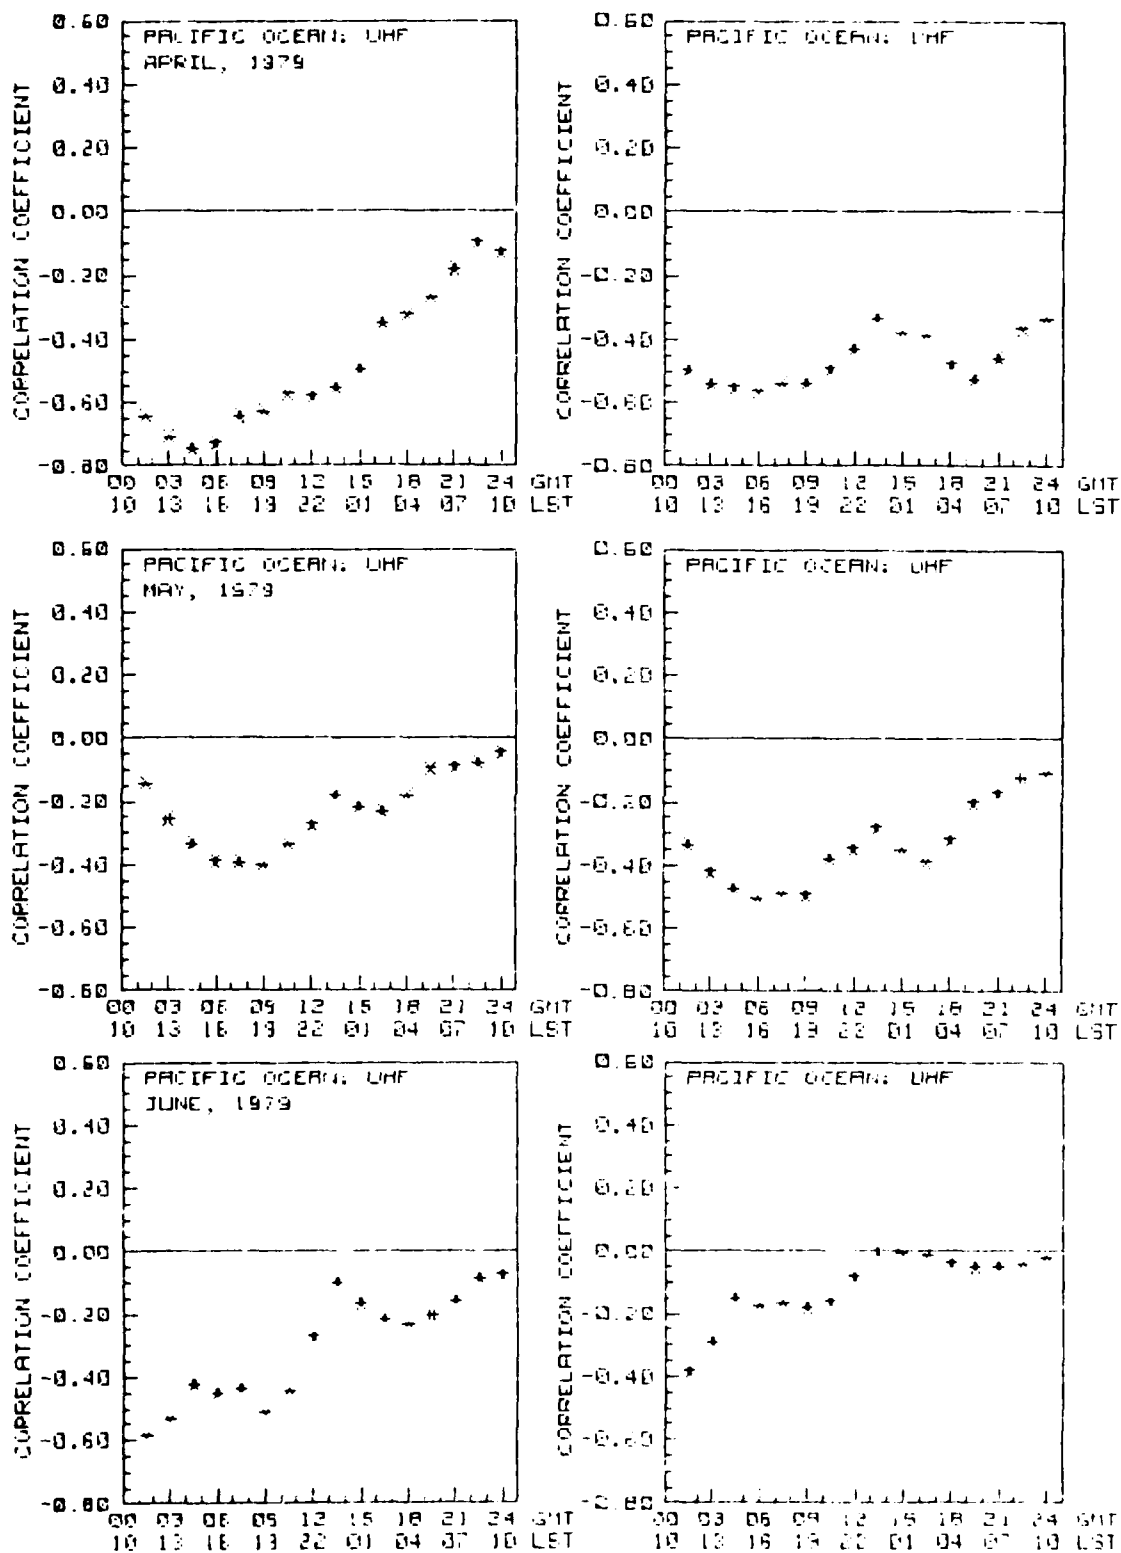 PACIFIC OCEAN: UHF
APRIL, 1979
0.60
0.40
0.20
0.00
-0.20
-0.40
-0.60
-0.80
CORRELATION COEFFICIENT
00 03 06 09 12 15 18 21 24 GMT
10 13 16 19 22 01 04 07 10 LST
PACIFIC OCEAN: UHF
0.60
0.40
0.20
0.00
-0.20
-0.40
-0.60
-0.80
CORRELATION COEFFICIENT
00 03 06 09 12 15 18 21 24 GMT
10 13 16 19 22 01 04 07 10 LST
PACIFIC OCEAN: UHF
MAY, 1979
0.60
0.40
0.20
0.00
-0.20
-0.40
-0.60
-0.80
CORRELATION COEFFICIENT
00 03 06 09 12 15 18 21 24 GMT
10 13 16 19 22 01 04 07 10 LST
PACIFIC OCEAN: UHF
0.60
0.40
0.20
0.00
-0.20
-0.40
-0.60
-0.80
CORRELATION COEFFICIENT
00 03 06 09 12 15 18 21 24 GMT
10 13 16 19 22 01 04 07 10 LST
PACIFIC OCEAN: UHF
JUNE, 1979
0.60
0.40
0.20
0.00
-0.20
-0.40
-0.60
-0.80
CORRELATION COEFFICIENT
00 03 06 09 12 15 18 21 24 GMT
10 13 16 19 22 01 04 07 10 LST
PACIFIC OCEAN: UHF
0.60
0.40
0.20
0.00
-0.20
-0.40
-0.60
-0.80
CORRELATION COEFFICIENT
00 03 06 09 12 15 18 21 24 GMT
10 13 16 19 22 01 04 07 10 LST